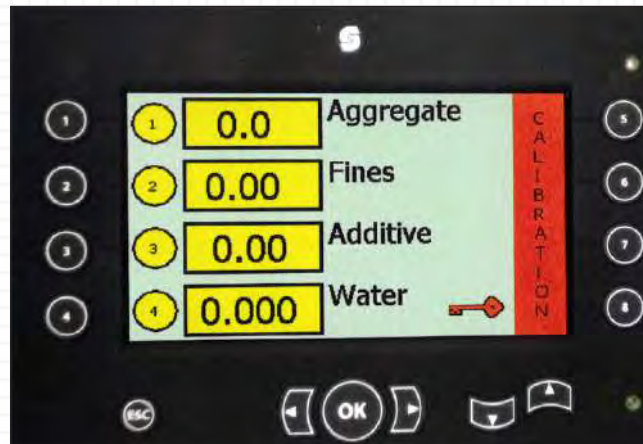 S
1 1 0.0 Aggregate 5
2 2 0.00 Fines 6
3 3 0.00 Additive 7
4 4 0.000 Water 8
CALIBRATION
ESC OK